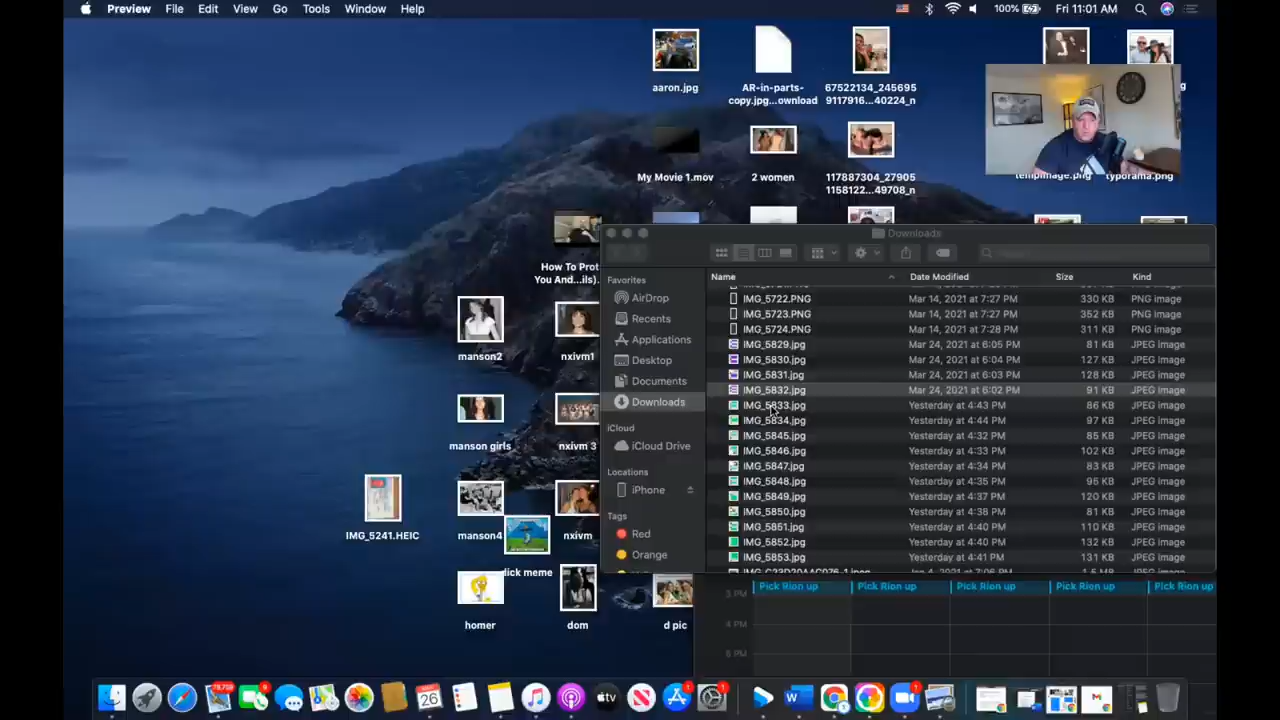 Preview File Edit View Go Tools Window Help
100% Fri 11:01 AM
aaron.jpg
AR-in-parts-
copy.jpg...ownload
67522134_245695
9117916...40224_n
My Movie 1.mov
2 women
117887304_27905
1158122...49708_n
tempimage.png
typorama.png
How To Prot
You And...ils).
manson2
nxivm1
manson girls
nxivm 3
IMG_5241.HEIC
manson4
nxivm
dick meme
homer
dom
d pic
Downloads
Favorites
AirDrop
Recents
Applications
Desktop
Documents
Downloads
iCloud
iCloud Drive
Locations
iPhone
Tags
Red
Orange
Name Date Modified Size Kind
IMG_5722.PNG Mar 14, 2021 at 7:27 PM 330 KB PNG image
IMG_5723.PNG Mar 14, 2021 at 7:27 PM 352 KB PNG image
IMG_5724.PNG Mar 14, 2021 at 7:28 PM 311 KB PNG image
IMG_5829.jpg Mar 24, 2021 at 6:05 PM 81 KB JPEG image
IMG_5830.jpg Mar 24, 2021 at 6:04 PM 127 KB JPEG image
IMG_5831.jpg Mar 24, 2021 at 6:03 PM 128 KB JPEG image
IMG_5832.jpg Mar 24, 2021 at 6:02 PM 91 KB JPEG image
IMG_5833.jpg Yesterday at 4:43 PM 86 KB JPEG image
IMG_5834.jpg Yesterday at 4:44 PM 97 KB JPEG image
IMG_5845.jpg Yesterday at 4:32 PM 85 KB JPEG image
IMG_5846.jpg Yesterday at 4:33 PM 102 KB JPEG image
IMG_5847.jpg Yesterday at 4:34 PM 83 KB JPEG image
IMG_5848.jpg Yesterday at 4:35 PM 95 KB JPEG image
IMG_5849.jpg Yesterday at 4:37 PM 120 KB JPEG image
IMG_5850.jpg Yesterday at 4:38 PM 81 KB JPEG image
IMG_5851.jpg Yesterday at 4:40 PM 110 KB JPEG image
IMG_5852.jpg Yesterday at 4:40 PM 132 KB JPEG image
IMG_5853.jpg Yesterday at 4:41 PM 131 KB JPEG image
Pick Rion up Pick Rion up Pick Rion up Pick Rion up Pick Rion up
3 PM
4 PM
26
tv